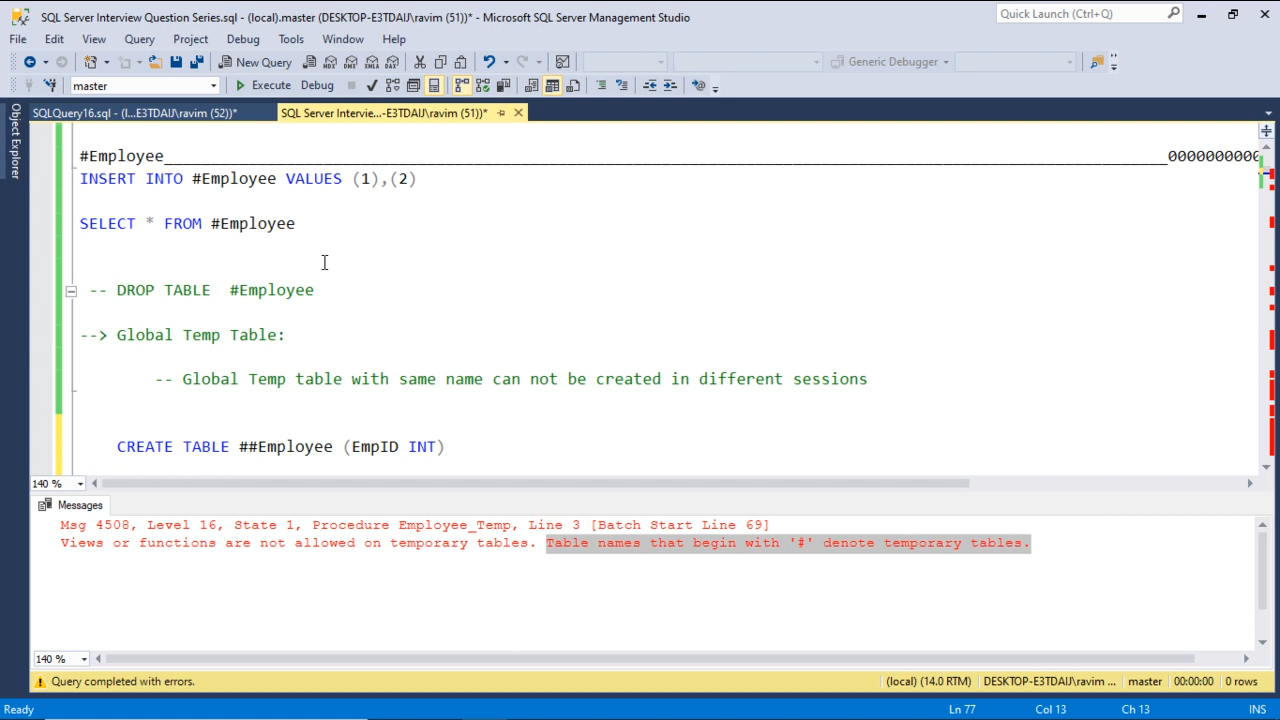 SQL Server Interview Question Series.sql - (local).master (DESKTOP-E3TDAIJ\ravim (51))* - Microsoft SQL Server Management Studio
Quick Launch (Ctrl+Q)
File Edit View Query Project Debug Tools Window Help
New Query
MDX DMX XMLA DAX
Generic Debugger
master
Execute Debug
SQLQuery16.sql - (l...E3TDAIJ\ravim (52))*
SQL Server Intervie...-E3TDAIJ\ravim (51))*
Object Explorer
#Employee___________________________________________________________________________________________________________0000000000
INSERT INTO #Employee VALUES (1),(2)
SELECT * FROM #Employee
-- DROP TABLE #Employee
--> Global Temp Table:
-- Global Temp table with same name can not be created in different sessions
CREATE TABLE ##Employee (EmpID INT)
140 %
Messages
Msg 4508, Level 16, State 1, Procedure Employee_Temp, Line 3 [Batch Start Line 69]
Views or functions are not allowed on temporary tables. Table names that begin with '#' denote temporary tables.
140 %
Query completed with errors.
(local) (14.0 RTM)
DESKTOP-E3TDAIJ\ravim ...
master
00:00:00
0 rows
Ready
Ln 77
Col 13
Ch 13
INS